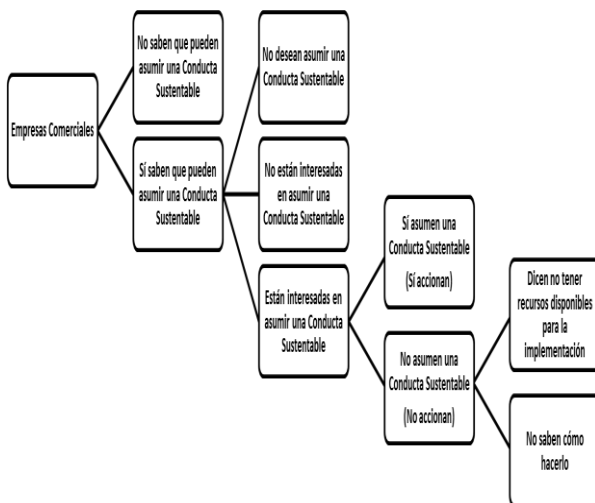 Empresas Comerciales
No saben que pueden
asumir una Conducta
Sustentable
Sí saben que pueden
asumir una Conducta
Sustentable
No desean asumir una
Conducta Sustentable
No están interesadas
en asumir una
Conducta Sustentable
Están interesadas en
asumir una Conducta
Sustentable
Sí asumen una
Conducta Sustentable
(Sí accionan)
No asumen una
Conducta Sustentable
(No accionan)
Dicen no tener
recursos disponibles
para la
implementación
No saben cómo
hacerlo